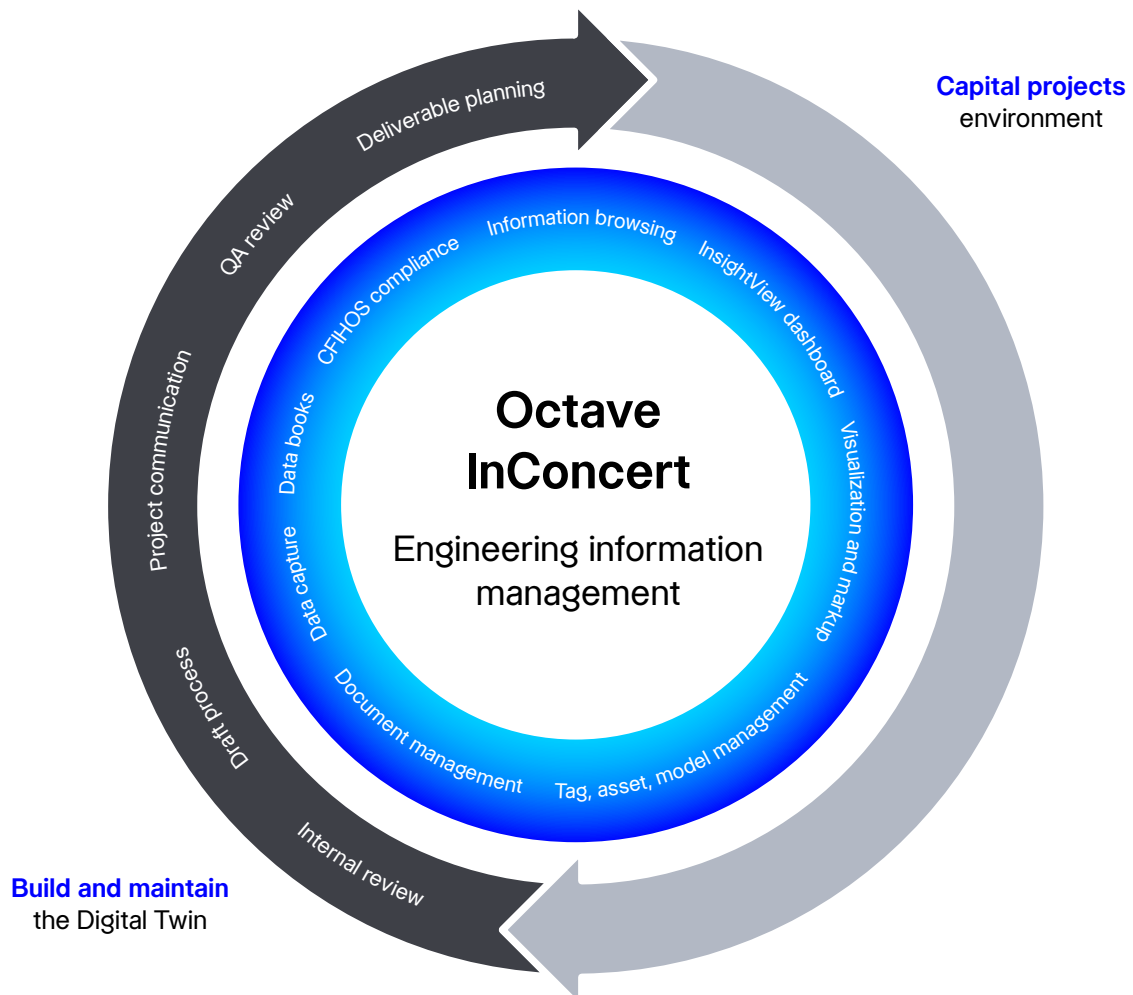 Capital projects
environment
Deliverable planning
QA review
Project communication
Draft process
Internal review
Information browsing
InsightView dashboard
Visualization and markup
Tag, asset, model management
Document management
Data capture
Data books
CFIHOS compliance
Octave
InConcert
Engineering information
management
Build and maintain
the Digital Twin